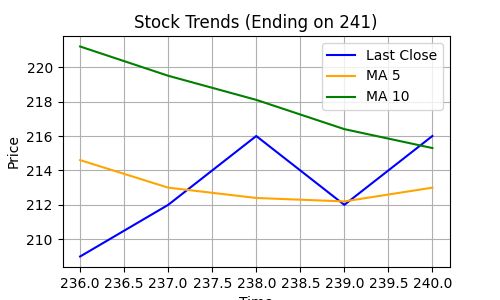 Stock Trends (Ending on 241)
Last Close
MA 5
MA 10
Price
220
218
216
214
212
210
236.0 236.5 237.0 237.5 238.0 238.5 239.0 239.5 240.0
Time